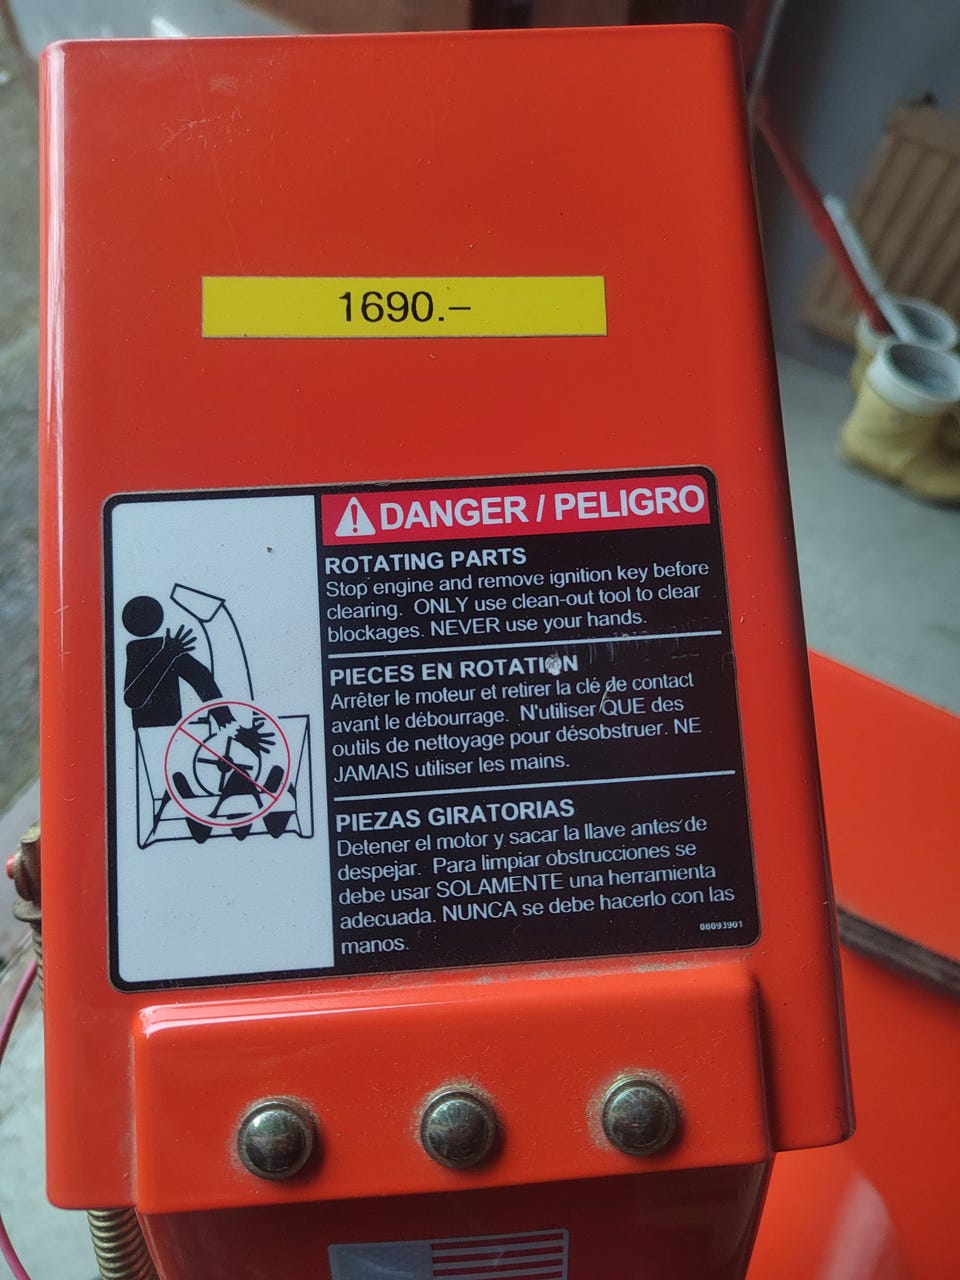 1690.–
DANGER / PELIGRO
ROTATING PARTS
Stop engine and remove ignition key before
clearing. ONLY use clean-out tool to clear
blockages. NEVER use your hands.
PIECES EN ROTATION
Arrêter le moteur et retirer la clé de contact
avant le débourrage. N'utiliser QUE des
outils de nettoyage pour désobstruer. NE
JAMAIS utiliser les mains.
PIEZAS GIRATORIAS
Detener el motor y sacar la llave antes de
despejar. Para limpiar obstrucciones se
debe usar SOLAMENTE una herramienta
adecuada. NUNCA se debe hacerlo con las
manos.
08093901